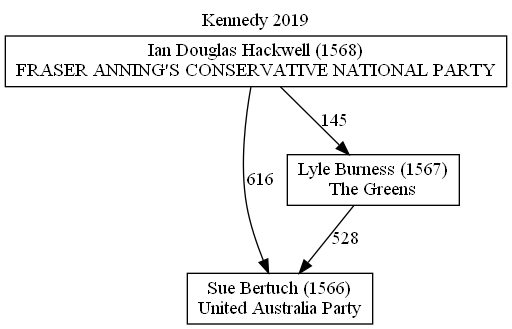 Kennedy 2019
Ian Douglas Hackwell (1568)
FRASER ANNING'S CONSERVATIVE NATIONAL PARTY
145
Lyle Burness (1567)
The Greens
616
528
Sue Bertuch (1566)
United Australia Party